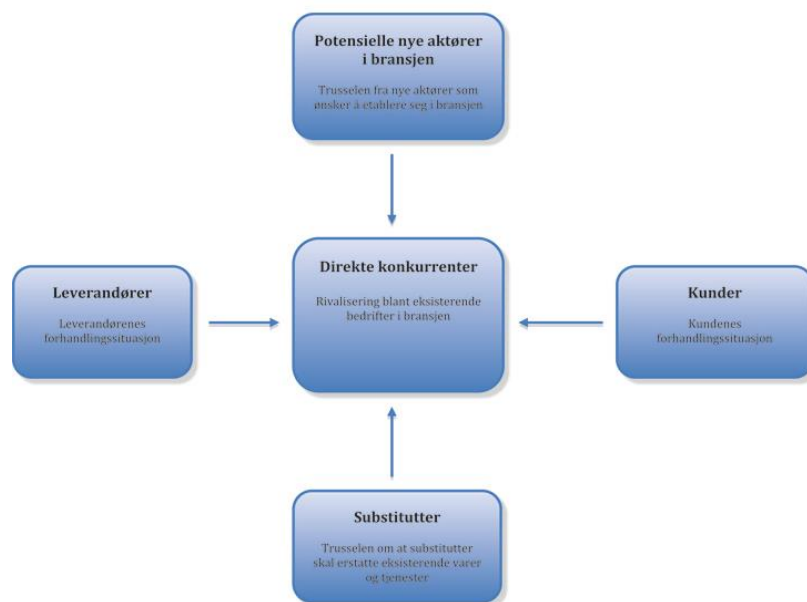 Potensielle nye aktører
i bransjen
Trusselen fra nye aktører som
ønsker å etablere seg i bransjen
Leverandører
Leverandørenes
forhandlingssituasjon
Direkte konkurrenter
Rivalisering blant eksisterende
bedrifter i bransjen
Kunder
Kundenes
forhandlingssituasjon
Substitutter
Trusselen om at substitutter
skal erstatte eksisterende varer
og tjenester